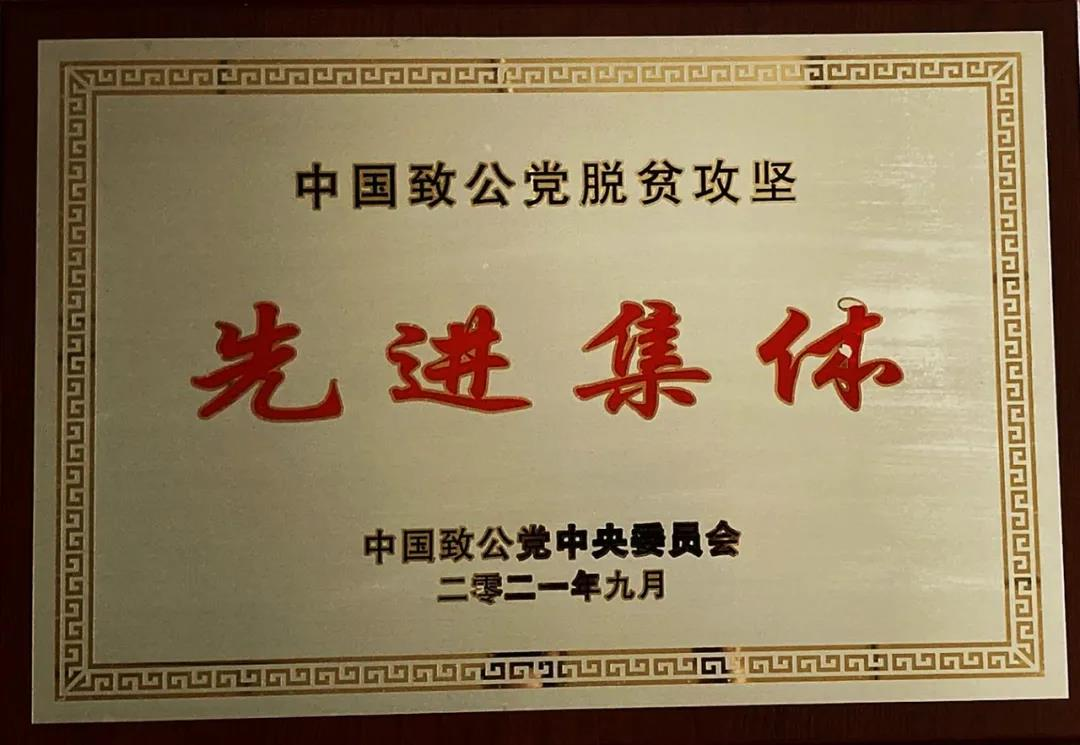 中国致公党脱贫攻坚
先进集体
中国致公党中央委员会
二零二一年九月